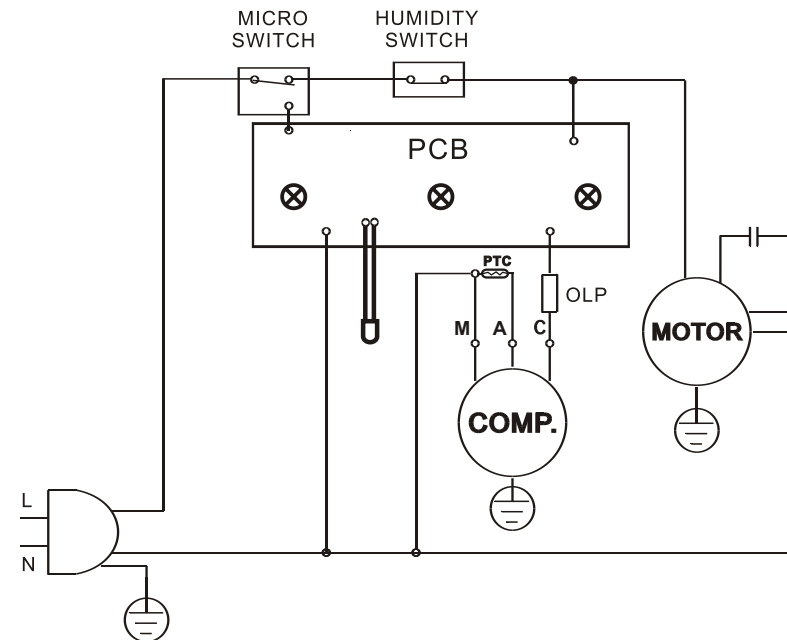 MICRO
SWITCH
HUMIDITY
SWITCH
PCB
PTC
OLP
M A C
MOTOR
COMP.
L
N